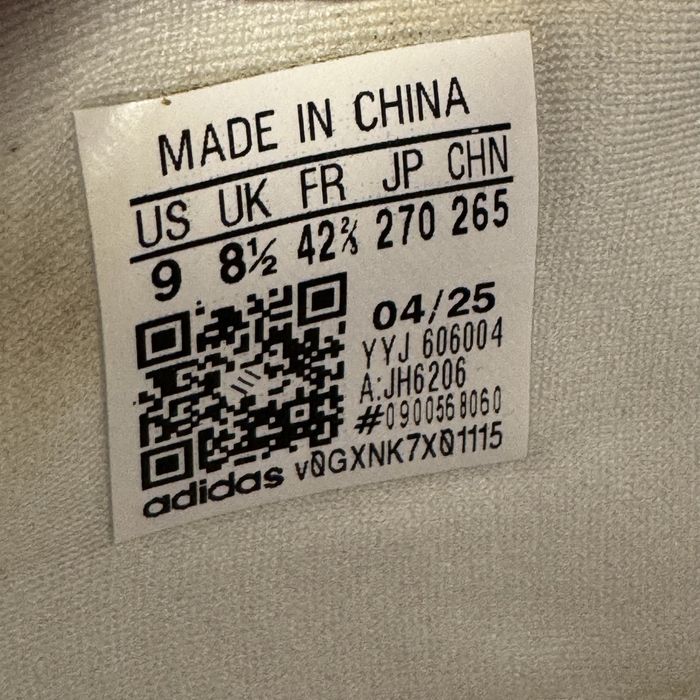 MADE IN CHINA
US UK FR JP CHN
9 8½ 42⅔ 270 265
04/25
YYJ 606004
A:JH6206
#0900568060
adidas v0GXNK7X01115